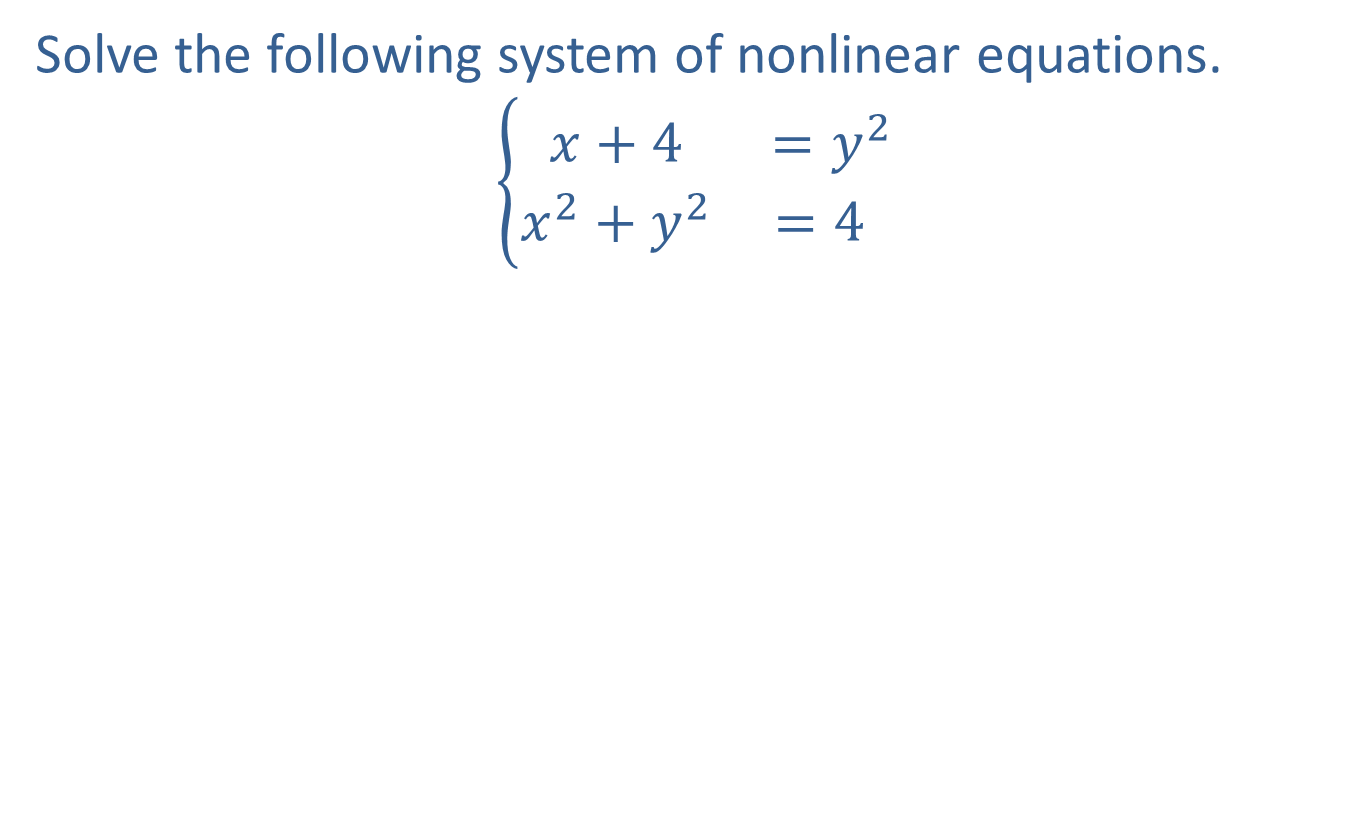 Solve the following system of nonlinear equations.
x + 4 = y²
x² + y² = 4